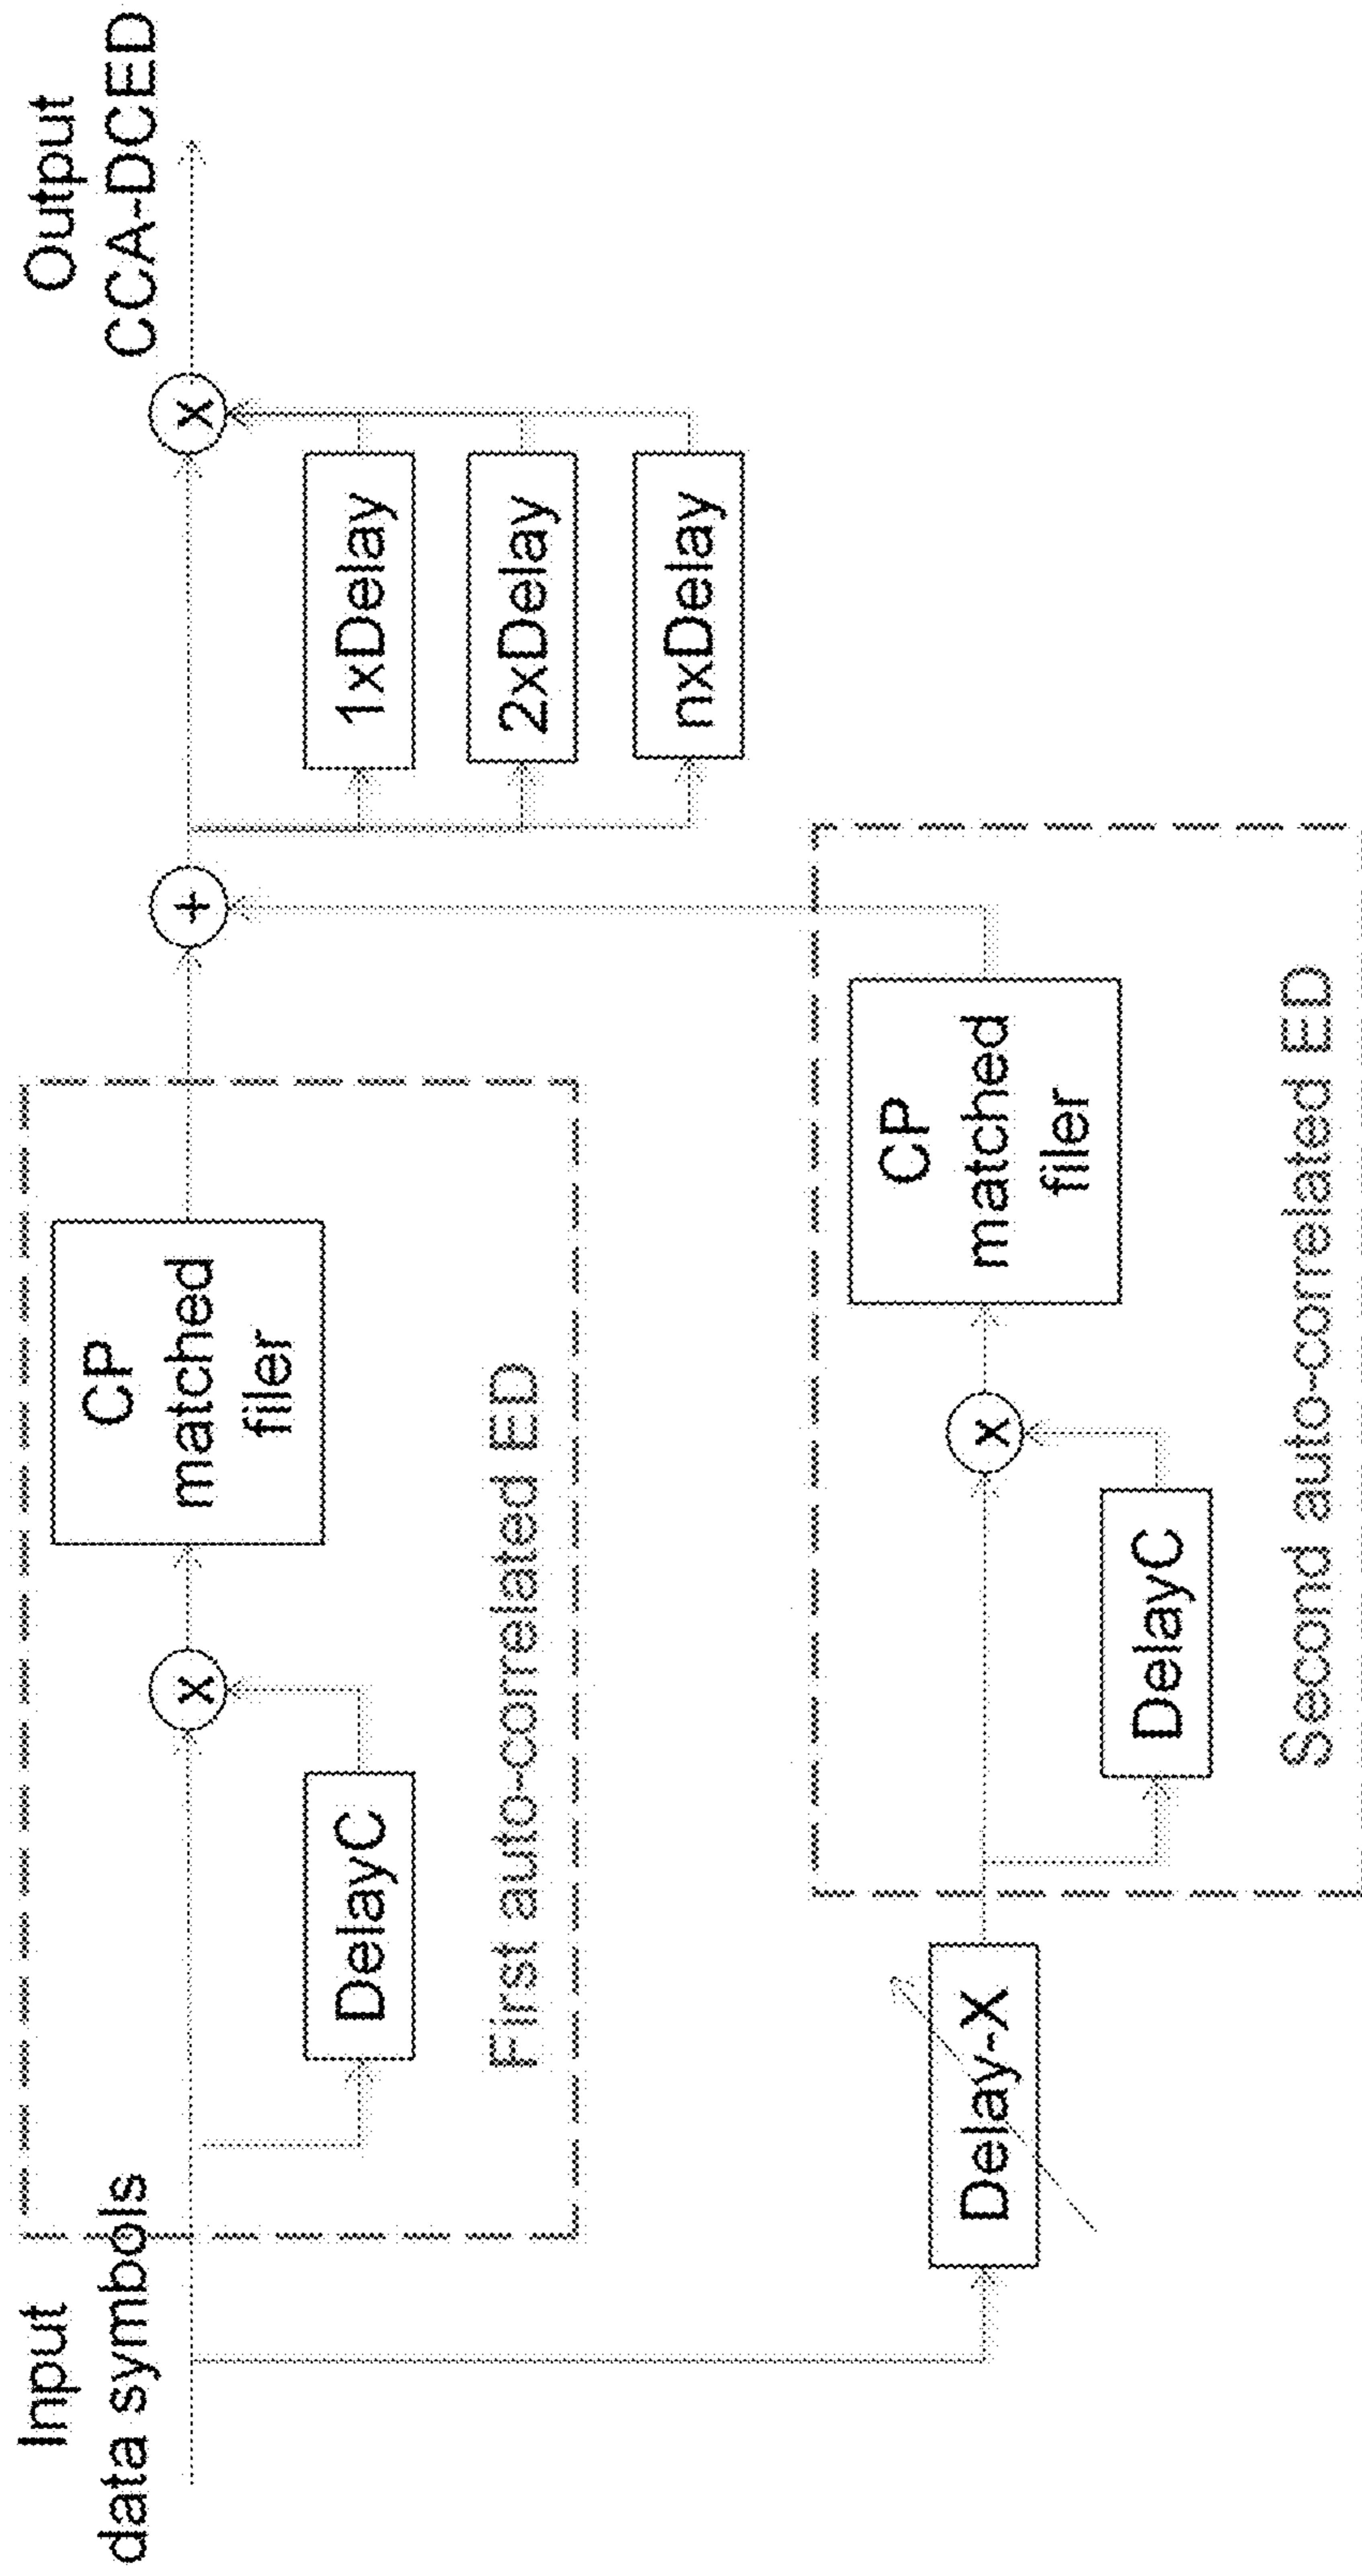 Input
data symbols
DelayC
x
CP
matched
filer
First auto-correlated ED
+
1xDelay
2xDelay
nxDelay
x
Output
CCA-DCED
Delay-X
DelayC
x
CP
matched
filer
Second auto-correlated ED